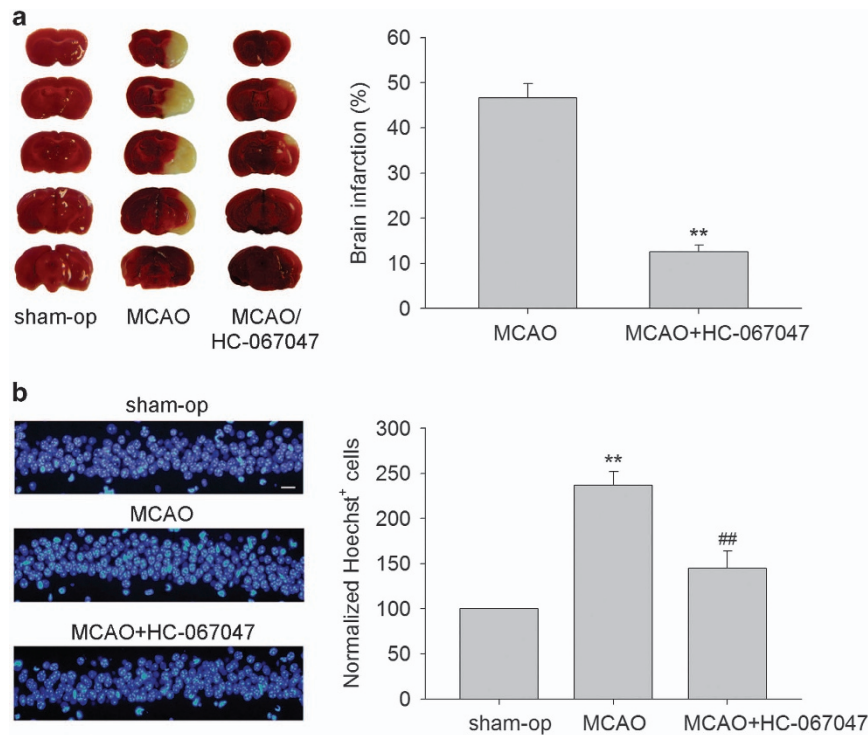 a
sham-op
MCAO
MCAO/
HC-067047
Brain infarction (%)
60
50
40
30
20
10
0
**
MCAO
MCAO+HC-067047
b
sham-op
MCAO
MCAO+HC-067047
Normalized Hoechst⁺ cells
300
250
200
150
100
50
0
**
##
sham-op
MCAO
MCAO+HC-067047